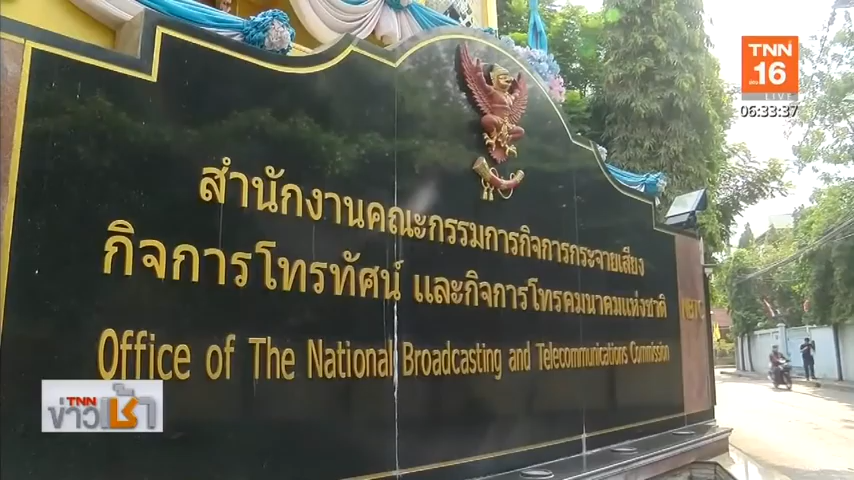 TNN
16
LIVE
06:33:37
สำนักงานคณะกรรมการกิจการกระจายเสียง
กิจการโทรทัศน์ และกิจการโทรคมนาคมแห่งชาติ
Office of The National Broadcasting and Telecommunications Commission
NBTC
TNN
ข่าวเช้า